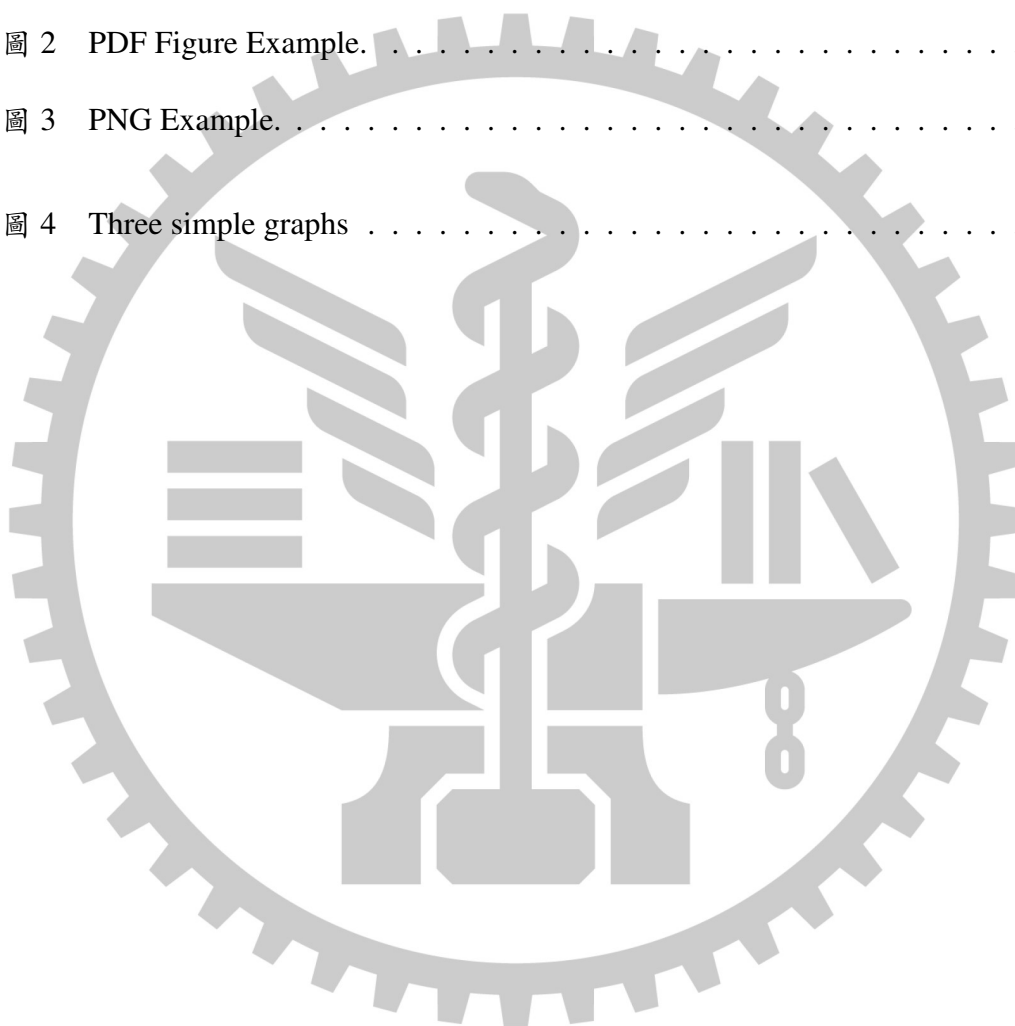 圖 2 PDF Figure Example. . . . . . . . . . . . . . . . . . . . . . . . . . . .
圖 3 PNG Example. . . . . . . . . . . . . . . . . . . . . . . . . . . . . . .
圖 4 Three simple graphs . . . . . . . . . . . . . . . . . . . . . . . . . . .